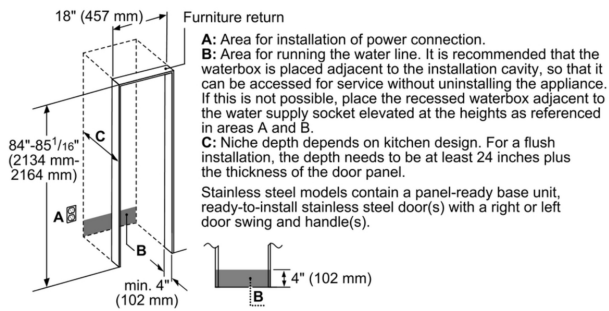 18" (457 mm)
Furniture return
A: Area for installation of power connection.
B: Area for running the water line. It is recommended that the
waterbox is placed adjacent to the installation cavity, so that it
can be accessed for service without uninstalling the appliance.
If this is not possible, place the recessed waterbox adjacent to
the water supply socket elevated at the heights as referenced
in areas A and B.
C: Niche depth depends on kitchen design. For a flush
installation, the depth needs to be at least 24 inches plus
the thickness of the door panel.
Stainless steel models contain a panel-ready base unit,
ready-to-install stainless steel door(s) with a right or left
door swing and handle(s).
C
84"-85 1/16"
(2134 mm-
2164 mm)
A
B
min. 4"
(102 mm)
4" (102 mm)
B